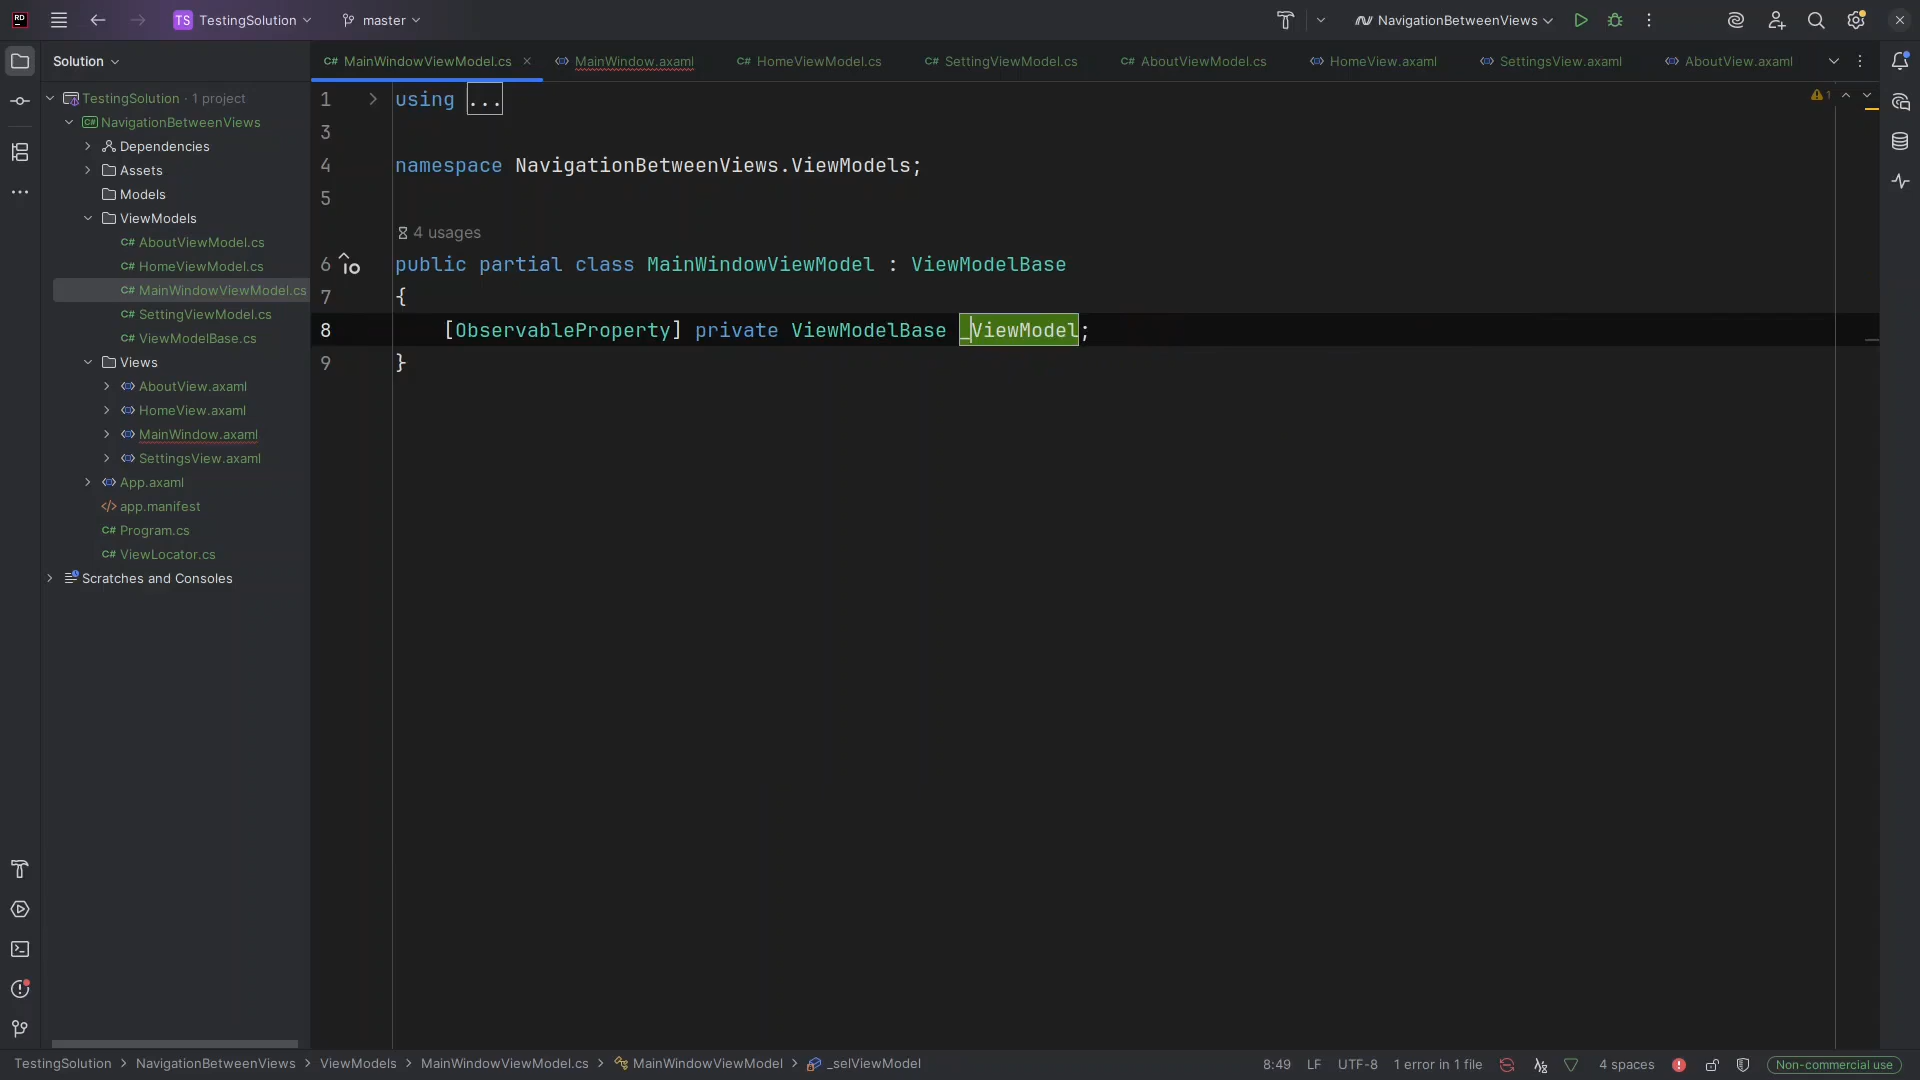 RD
TS TestingSolution
master
NavigationBetweenViews
Solution
C# MainWindowViewModel.cs
MainWindow.axaml
C# HomeViewModel.cs
C# SettingViewModel.cs
C# AboutViewModel.cs
HomeView.axaml
SettingsView.axaml
AboutView.axaml
TestingSolution · 1 project
C# NavigationBetweenViews
Dependencies
Assets
Models
ViewModels
C# AboutViewModel.cs
C# HomeViewModel.cs
C# MainWindowViewModel.cs
C# SettingViewModel.cs
C# ViewModelBase.cs
Views
AboutView.axaml
HomeView.axaml
MainWindow.axaml
SettingsView.axaml
App.axaml
</> app.manifest
C# Program.cs
C# ViewLocator.cs
Scratches and Consoles
1 using ...
1
3
4 namespace NavigationBetweenViews.ViewModels;
5
4 usages
6 public partial class MainWindowViewModel : ViewModelBase
7 {
8 [ObservableProperty] private ViewModelBase _ViewModel;
9 }
TestingSolution > NavigationBetweenViews > ViewModels > MainWindowViewModel.cs > MainWindowViewModel > _selViewModel
8:49 LF UTF-8 1 error in 1 file 4 spaces Non-commercial use